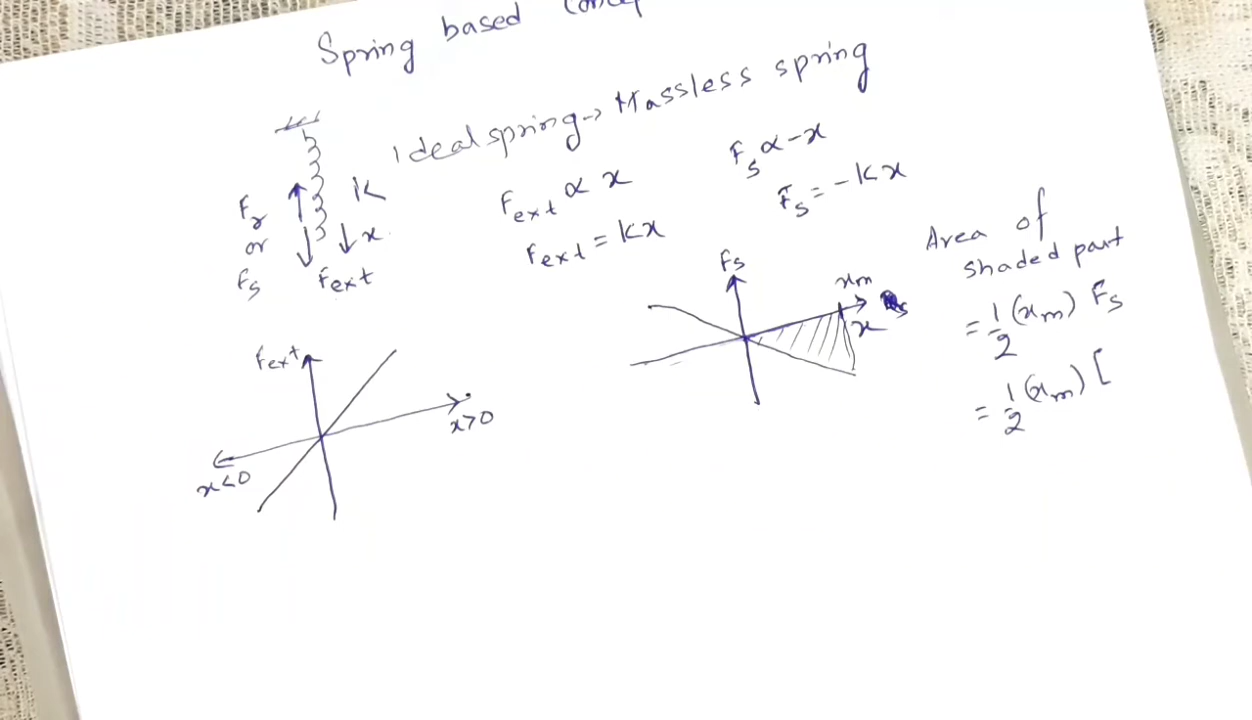 Spring based
Ideal spring → Massless spring
Fr
or
Fs
K
x
Fext
Fext ∝ x
Fext = kx
Fs ∝ -x
Fs = -kx
Fext
x>0
x<0
Fs
xm
x
Area of
shaded part
= 1/2 (xm) Fs
= 1/2 (xm) [